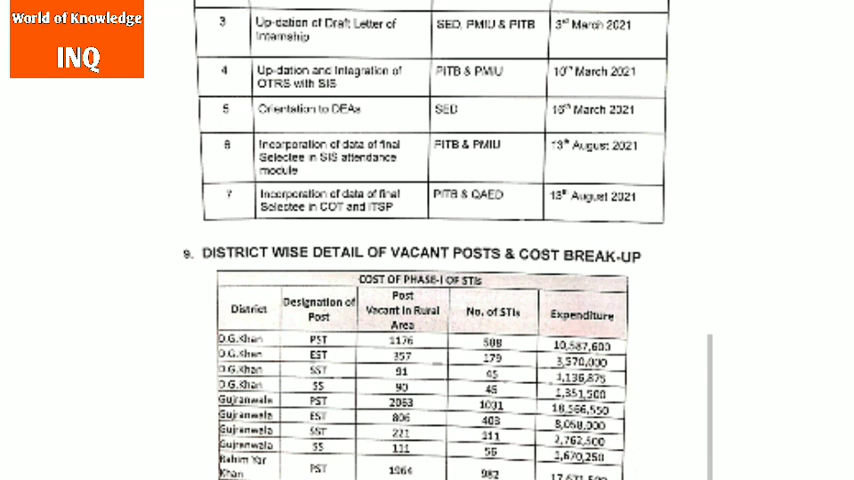 World of Knowledge
INQ
3 Up-dation of Draft Letter of Internship SED, PMIU & PITB 3rd March 2021
4 Up-dation and Integration of OTRS with SIS PITB & PMIU 10th March 2021
5 Orientation to DEAs SED 16th March 2021
6 Incorporation of data of final Selectee in SIS attendance module PITB & PMIU 13th August 2021
7 Incorporation of data of final Selectee in COT and ITSP PITB & QAED 13th August 2021
9. DISTRICT WISE DETAIL OF VACANT POSTS & COST BREAK-UP
COST OF PHASE-I OF STIs
District Designation of Post Post Vacant in Rural Area No. of STIs Expenditure
D.G.Khan PST 1176 588 10,587,600
D.G.Khan EST 357 179 3,570,000
D.G.Khan SST 91 45 1,136,875
D.G.Khan SS 90 45 1,351,500
Gujranwala PST 2063 1031 18,566,550
Gujranwala EST 806 403 8,058,000
Gujranwala SST 221 111 2,762,500
Gujranwala SS 111 56 1,670,250
Rahim Yar Khan PST 1964 982